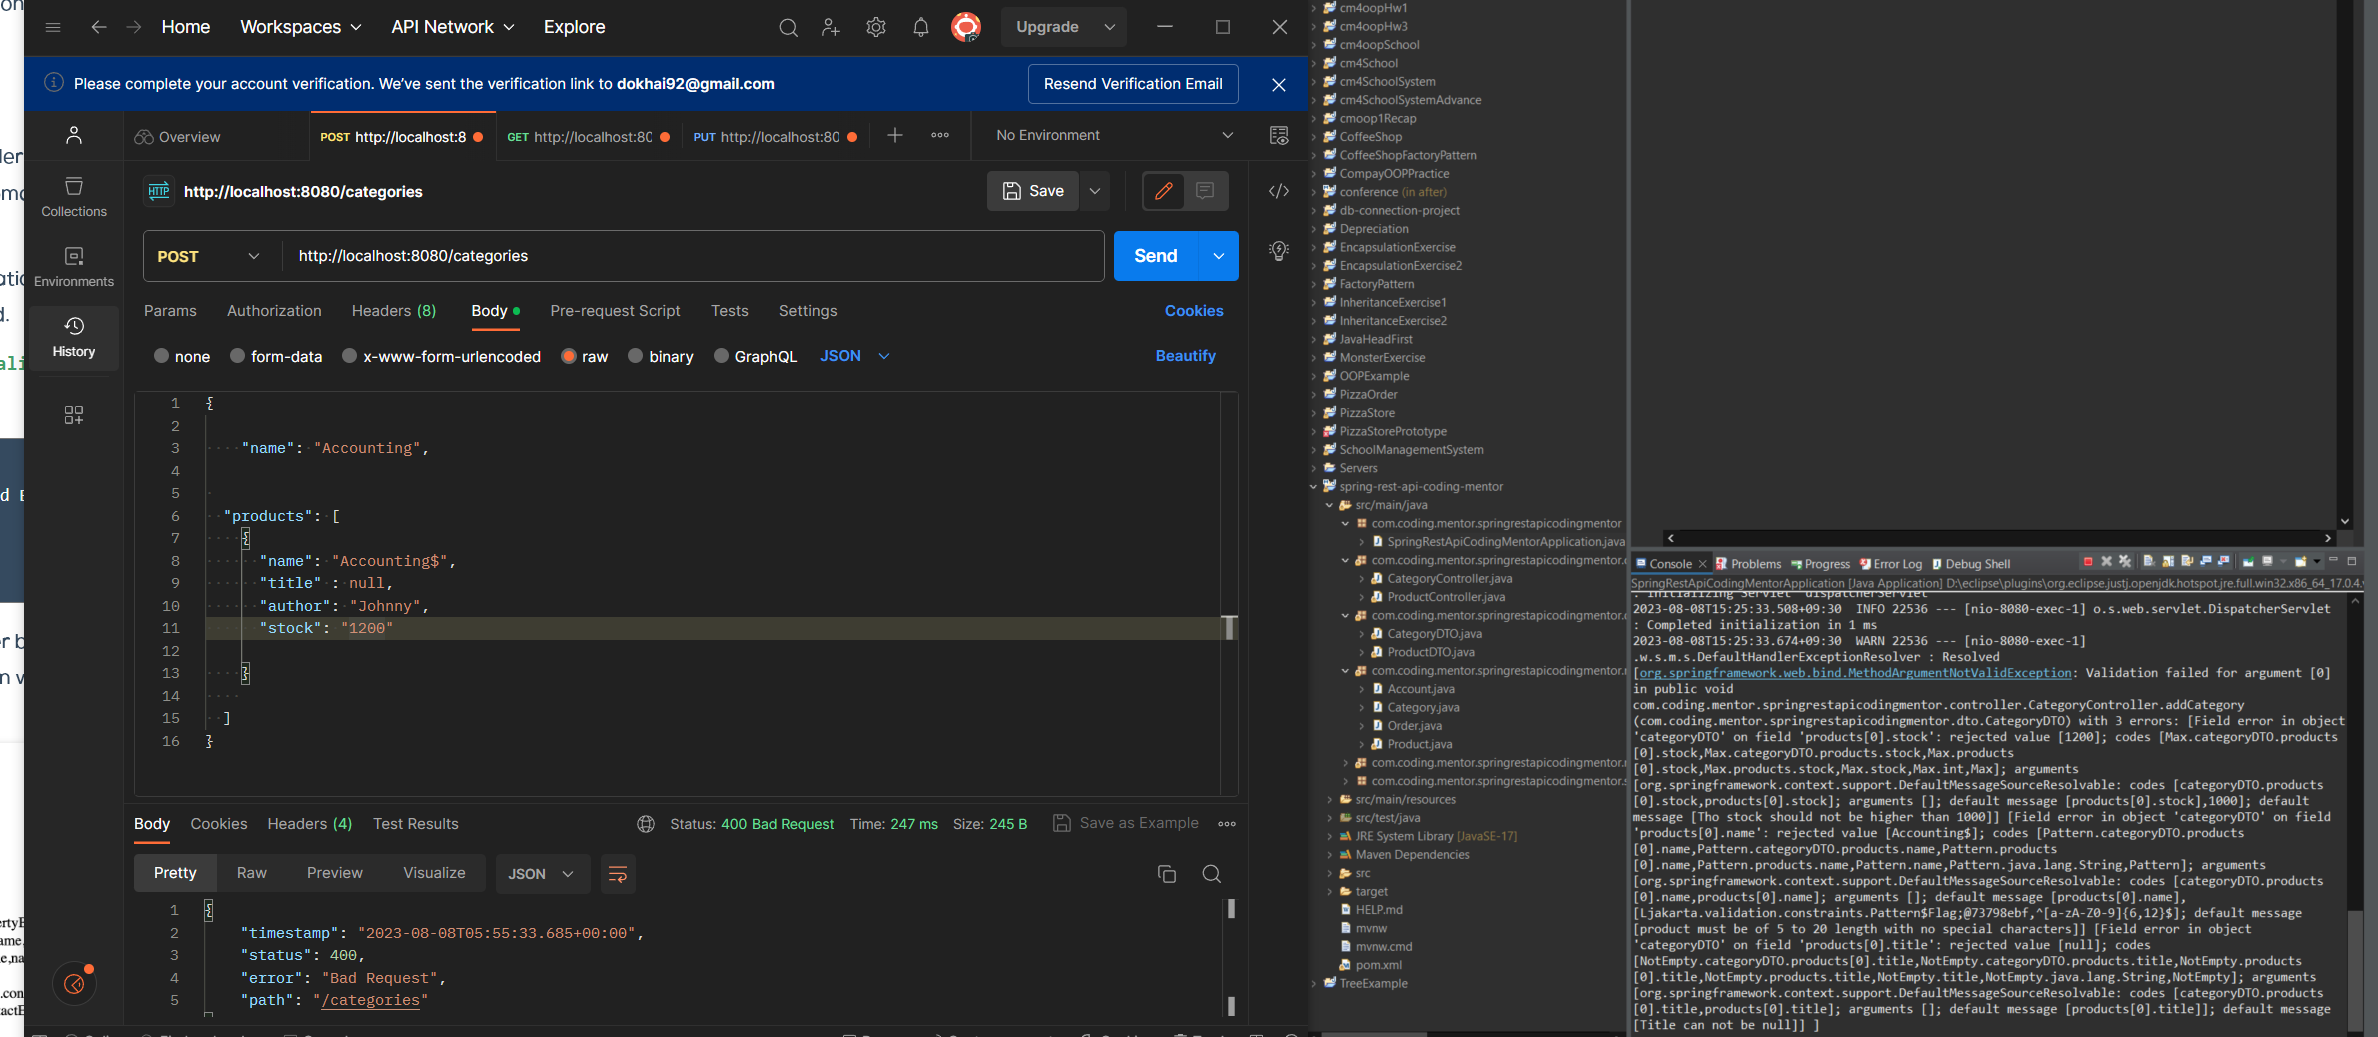 Home
Workspaces
API Network
Explore
Upgrade
Please complete your account verification. We've sent the verification link to dokhai92@gmail.com
Resend Verification Email
Overview
POST http://localhost:8
GET http://localhost:80
PUT http://localhost:80
No Environment
Collections
Environments
History
HTTP
http://localhost:8080/categories
Save
POST
http://localhost:8080/categories
Send
Params
Authorization
Headers (8)
Body
Pre-request Script
Tests
Settings
Cookies
none
form-data
x-www-form-urlencoded
raw
binary
GraphQL
JSON
Beautify
1 {
2
3 "name": "Accounting",
4
5
6 "products": [
7 {
8 "name": "Accounting$",
9 "title" : null,
10 "author": "Johnny",
11 "stock": "1200"
12
13 }
14
15 ]
16 }
Body
Cookies
Headers (4)
Test Results
Status: 400 Bad Request
Time: 247 ms
Size: 245 B
Save as Example
Pretty
Raw
Preview
Visualize
JSON
1 {
2 "timestamp": "2023-08-08T05:55:33.685+00:00",
3 "status": 400,
4 "error": "Bad Request",
5 "path": "/categories"
cm4oopHw1
cm4oopHw3
cm4oopSchool
cm4School
cm4SchoolSystem
cm4SchoolSystemAdvance
cmoop1Recap
CoffeeShop
CoffeeShopFactoryPattern
CompayOOPPractice
conference (in after)
db-connection-project
Depreciation
EncapsulationExercise
EncapsulationExercise2
FactoryPattern
InheritanceExercise1
InheritanceExercise2
JavaHeadFirst
MonsterExercise
OOPExample
PizzaOrder
PizzaStore
PizzaStorePrototype
SchoolManagementSystem
Servers
spring-rest-api-coding-mentor
src/main/java
com.coding.mentor.springrestapicodingmentor
SpringRestApiCodingMentorApplication.java
com.coding.mentor.springrestapicodingmentor.
CategoryController.java
ProductController.java
com.coding.mentor.springrestapicodingmentor.
CategoryDTO.java
ProductDTO.java
com.coding.mentor.springrestapicodingmentor.
Account.java
Category.java
Order.java
Product.java
com.coding.mentor.springrestapicodingmentor.
com.coding.mentor.springrestapicodingmentor.
src/main/resources
src/test/java
JRE System Library [JavaSE-17]
Maven Dependencies
src
target
HELP.md
mvnw
mvnw.cmd
pom.xml
TreeExample
Console
Problems
Progress
Error Log
Debug Shell
SpringRestApiCodingMentorApplication [Java Application] D:\eclipse\plugins\org.eclipse.justj.openjdk.hotspot.jre.full.win32.x86_64_17.0.4.
: Initializing Servlet 'dispatcherServlet'
2023-08-08T15:25:33.508+09:30  INFO 22536 --- [nio-8080-exec-1] o.s.web.servlet.DispatcherServlet
: Completed initialization in 1 ms
2023-08-08T15:25:33.674+09:30  WARN 22536 --- [nio-8080-exec-1]
.w.s.m.s.DefaultHandlerExceptionResolver : Resolved
[org.springframework.web.bind.MethodArgumentNotValidException: Validation failed for argument [0]
in public void
com.coding.mentor.springrestapicodingmentor.controller.CategoryController.addCategory
(com.coding.mentor.springrestapicodingmentor.dto.CategoryDTO) with 3 errors: [Field error in object
'categoryDTO' on field 'products[0].stock': rejected value [1200]; codes [Max.categoryDTO.products
[0].stock,Max.categoryDTO.products.stock,Max.products
[0].stock,Max.products.stock,Max.stock,Max.int,Max]; arguments
[org.springframework.context.support.DefaultMessageSourceResolvable: codes [categoryDTO.products
[0].stock,products[0].stock]; arguments []; default message [products[0].stock],1000]; default
message [Tho stock should not be higher than 1000]] [Field error in object 'categoryDTO' on field
'products[0].name': rejected value [Accounting$]; codes [Pattern.categoryDTO.products
[0].name,Pattern.categoryDTO.products.name,Pattern.products
[0].name,Pattern.products.name,Pattern.name,Pattern.java.lang.String,Pattern]; arguments
[org.springframework.context.support.DefaultMessageSourceResolvable: codes [categoryDTO.products
[0].name,products[0].name]; arguments []; default message [products[0].name],
[Ljakarta.validation.constraints.Pattern$Flag;@73798ebf,^[a-zA-Z0-9]{6,12}$]; default message
[product must be of 5 to 20 length with no special characters]] [Field error in object
'categoryDTO' on field 'products[0].title': rejected value [null]; codes
[NotEmpty.categoryDTO.products[0].title,NotEmpty.categoryDTO.products.title,NotEmpty.products
[0].title,NotEmpty.products.title,NotEmpty.title,NotEmpty.java.lang.String,NotEmpty]; arguments
[org.springframework.context.support.DefaultMessageSourceResolvable: codes [categoryDTO.products
[0].title,products[0].title]; arguments []; default message [products[0].title]]; default message
[Title can not be null]] ]